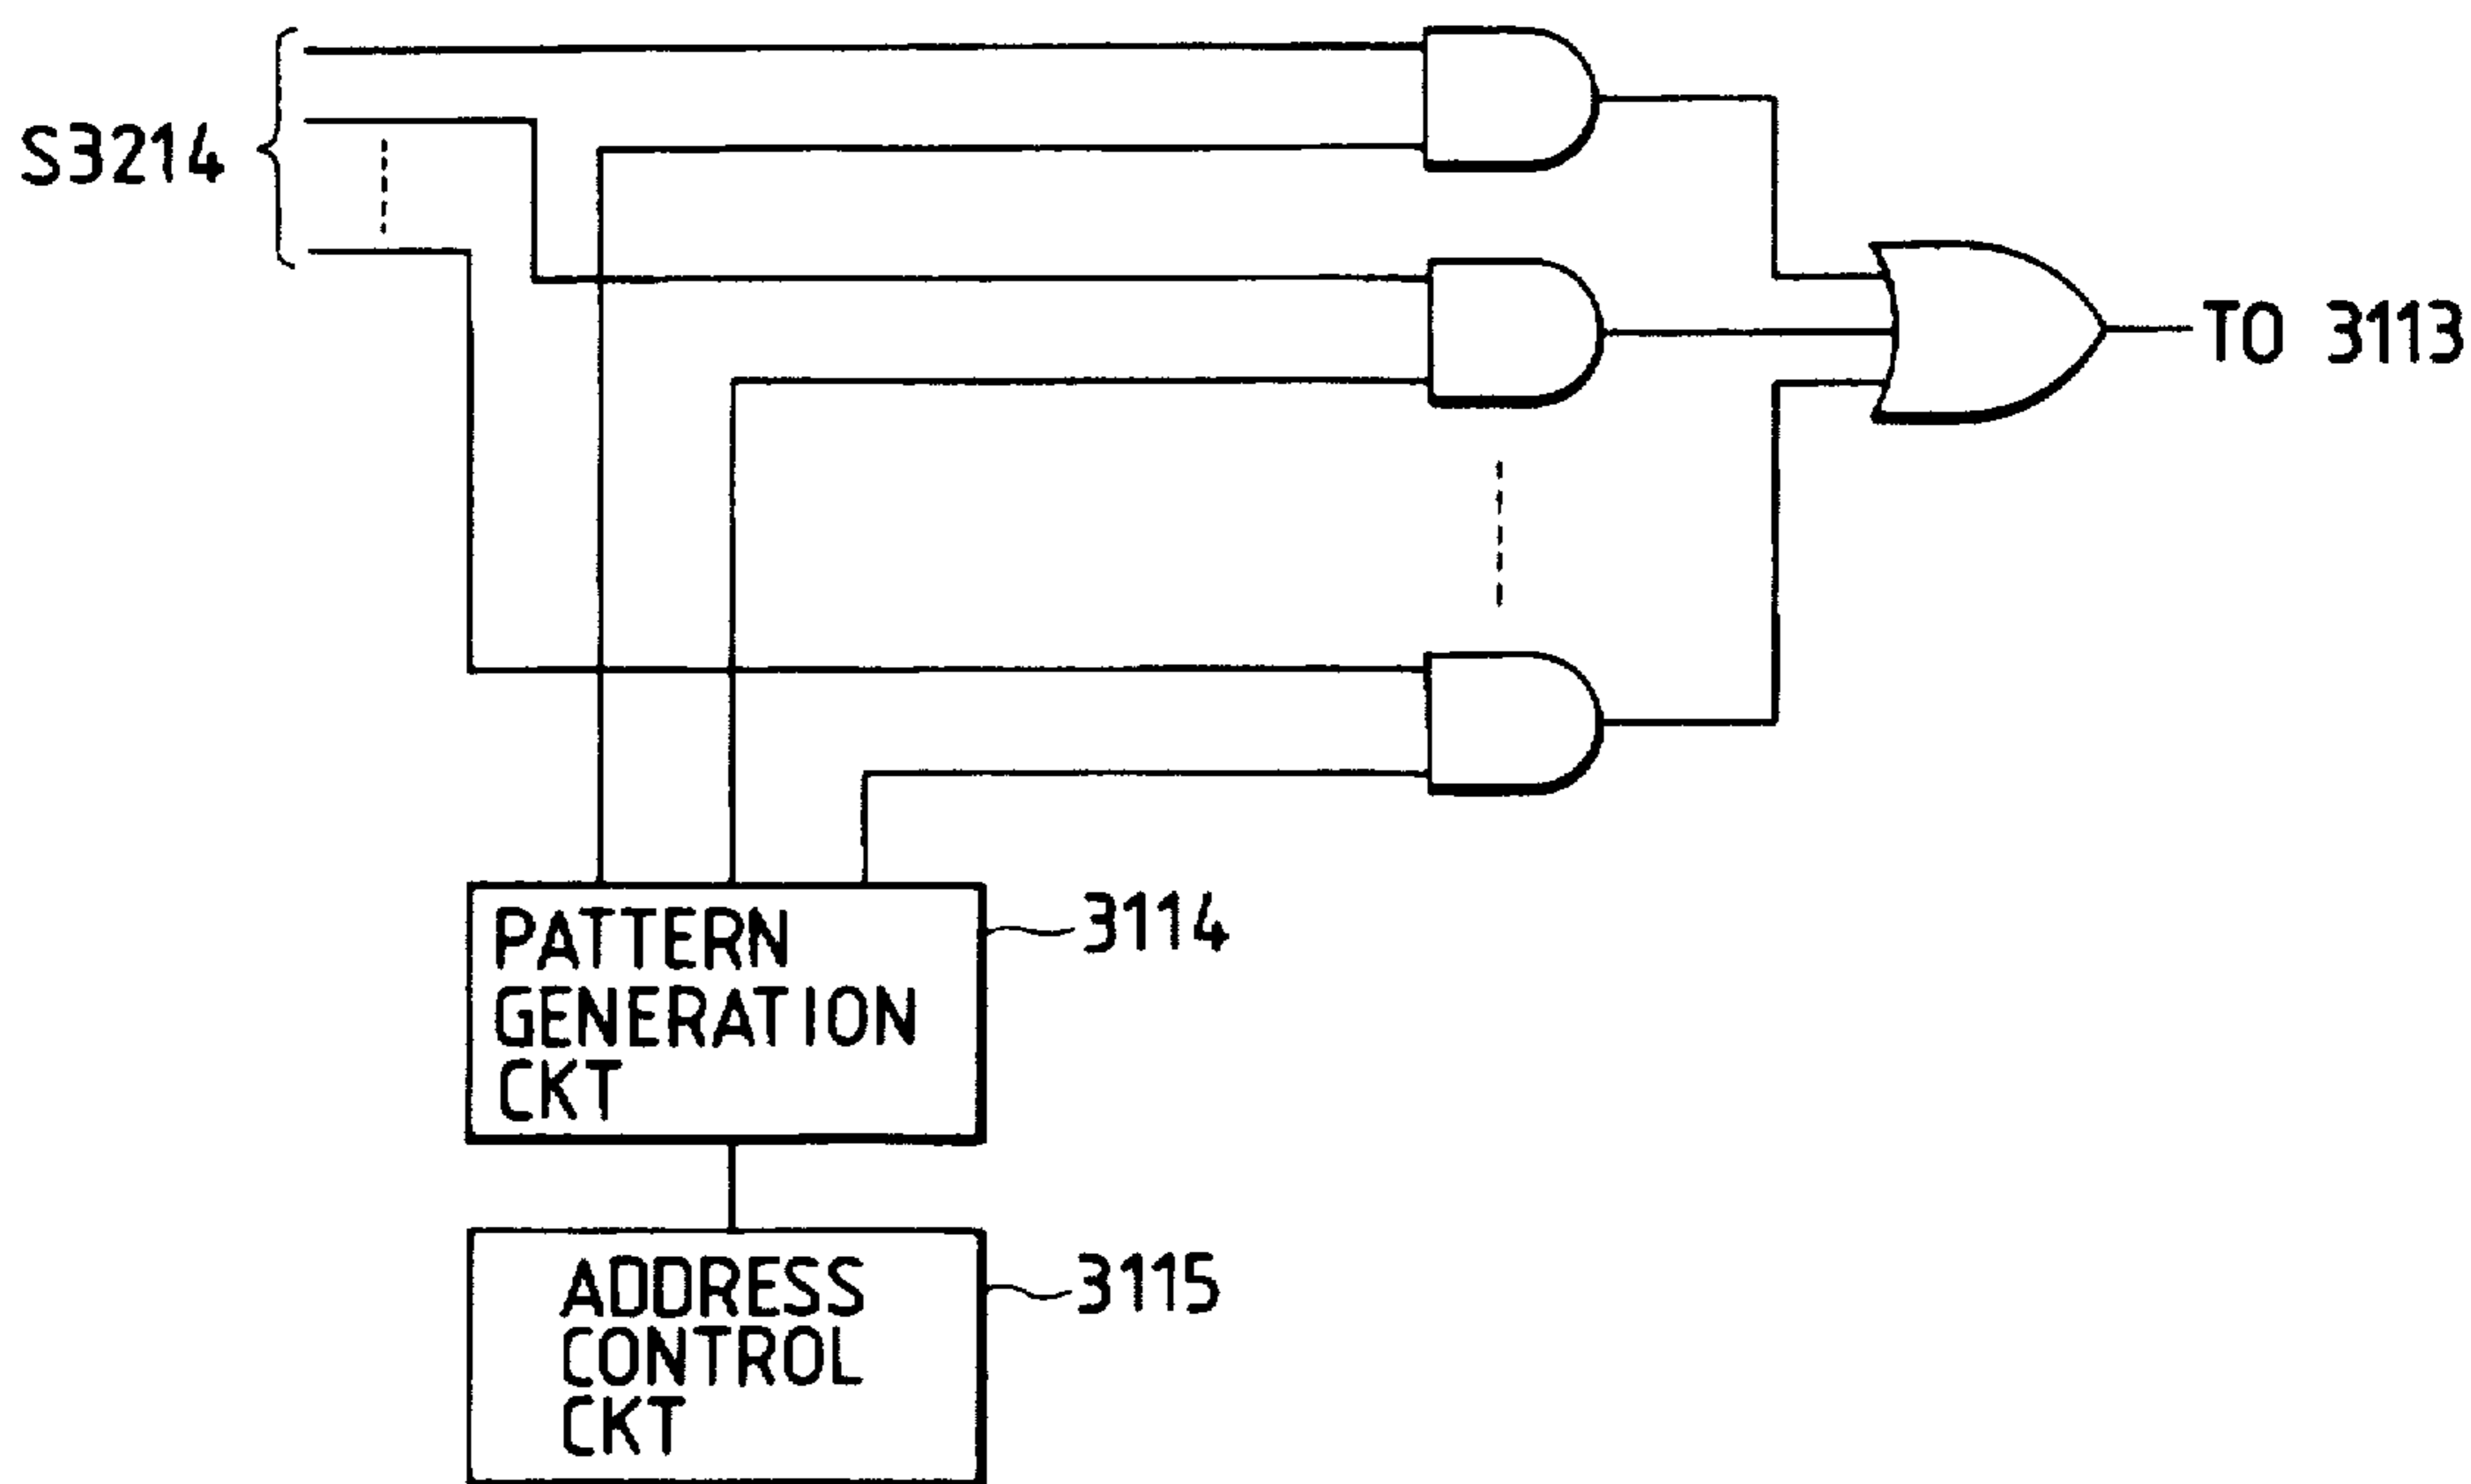 S3214
TO 3113
PATTERN
GENERATION
CKT
3114
ADDRESS
CONTROL
CKT
3115